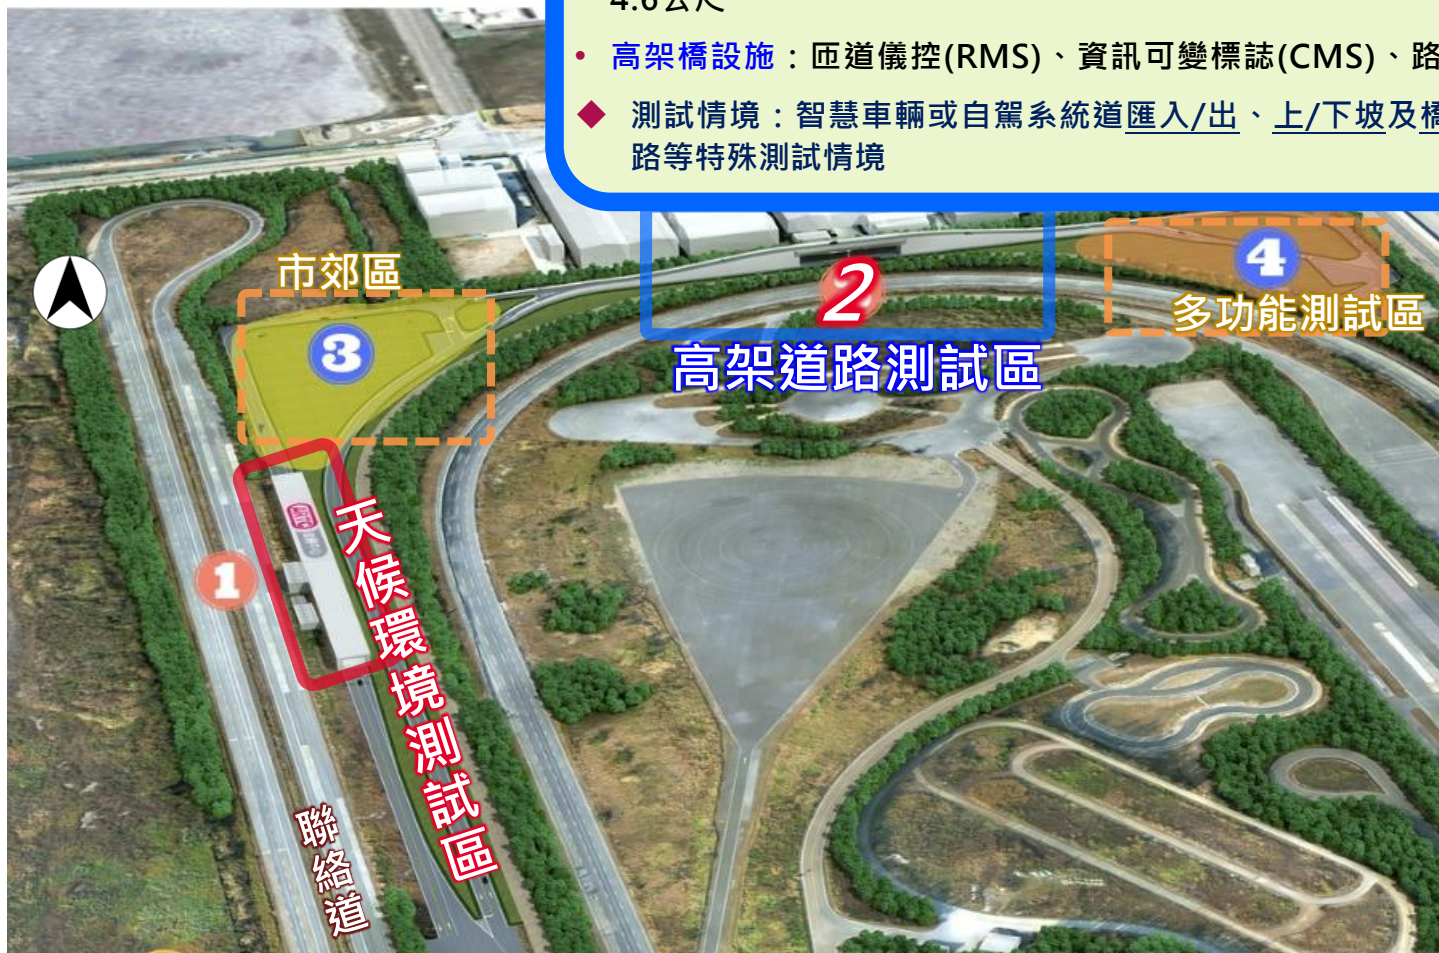 4.6公尺
• 高架橋設施：匝道儀控(RMS)、資訊可變標誌(CMS)、路
◆ 測試情境：智慧車輛或自駕系統道匯入/出、上/下坡及橋
路等特殊測試情境
市郊區
3
2
高架道路測試區
4
多功能測試區
1
天候環境測試區
聯絡道